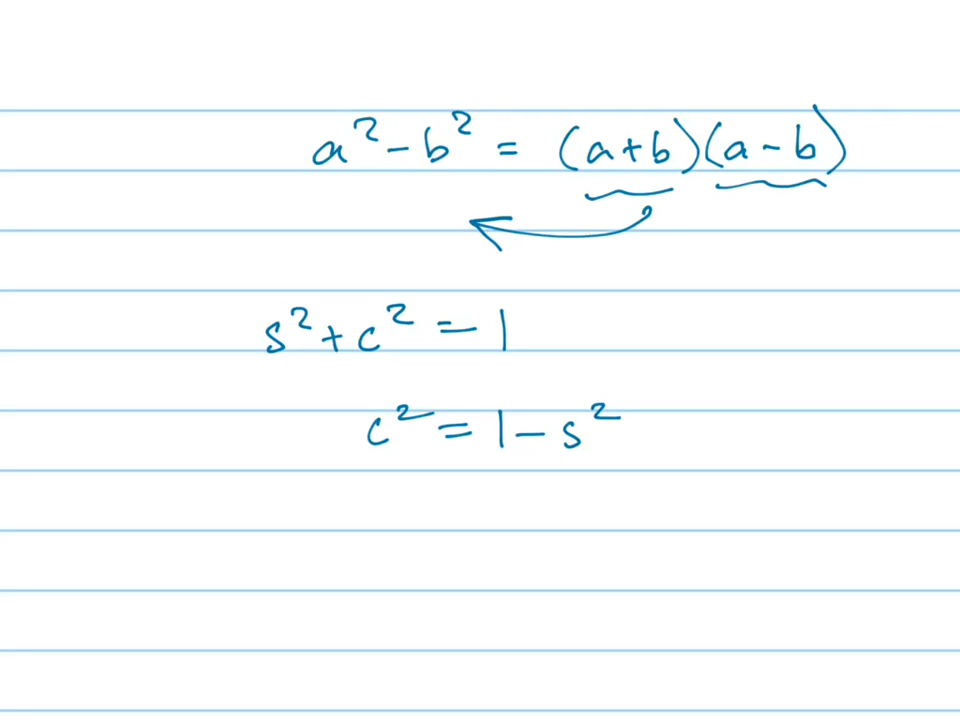 a² - b² = (a+b)(a-b)
s² + c² = 1
c² = 1 - s²